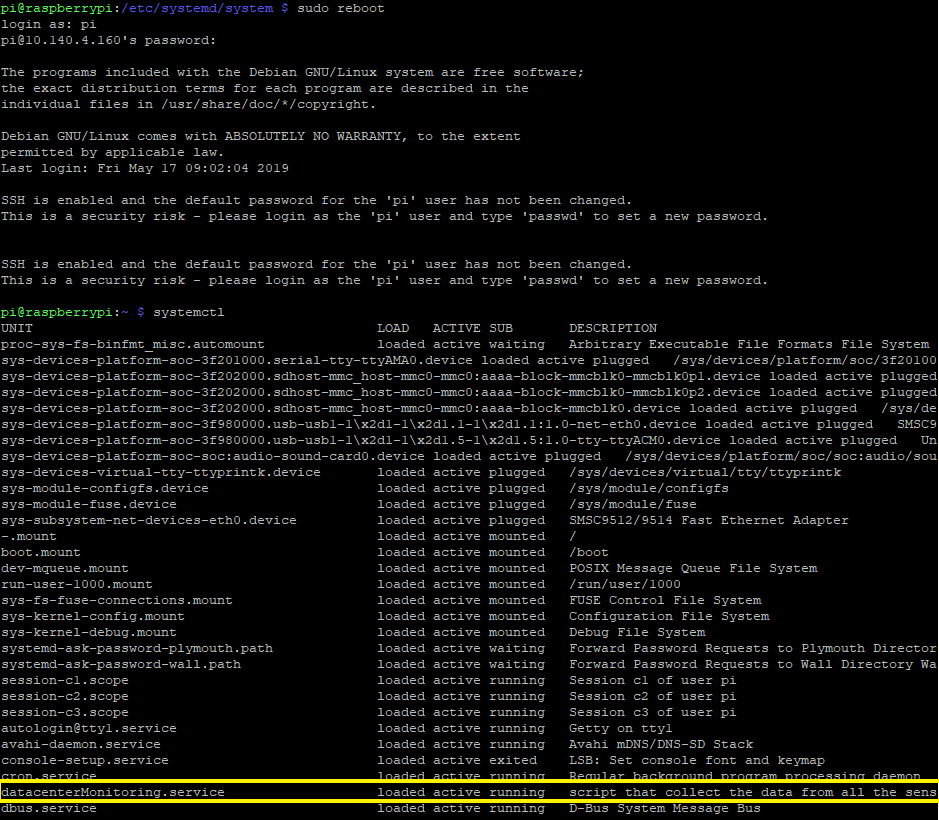 pi@raspberrypi:/etc/systemd/system $ sudo reboot
login as: pi
pi@10.140.4.160's password:
The programs included with the Debian GNU/Linux system are free software;
the exact distribution terms for each program are described in the
individual files in /usr/share/doc/*/copyright.
Debian GNU/Linux comes with ABSOLUTELY NO WARRANTY, to the extent
permitted by applicable law.
Last login: Fri May 17 09:02:04 2019
SSH is enabled and the default password for the 'pi' user has not been changed.
This is a security risk - please login as the 'pi' user and type 'passwd' to set a new password.
SSH is enabled and the default password for the 'pi' user has not been changed.
This is a security risk - please login as the 'pi' user and type 'passwd' to set a new password.
pi@raspberrypi:~ $ systemctl
UNIT LOAD ACTIVE SUB DESCRIPTION
proc-sys-fs-binfmt_misc.automount loaded active waiting Arbitrary Executable File Formats File System
sys-devices-platform-soc-3f201000.serial-tty-ttyAMA0.device loaded active plugged /sys/devices/platform/soc/3f20100
sys-devices-platform-soc-3f202000.sdhost-mmc_host-mmc0-mmc0:aaaa-block-mmcblk0-mmcblk0p1.device loaded active plugged
sys-devices-platform-soc-3f202000.sdhost-mmc_host-mmc0-mmc0:aaaa-block-mmcblk0-mmcblk0p2.device loaded active plugged
sys-devices-platform-soc-3f202000.sdhost-mmc_host-mmc0-mmc0:aaaa-block-mmcblk0.device loaded active plugged /sys/de
sys-devices-platform-soc-3f980000.usb-usb1-1\x2d1-1\x2d1.1-1\x2d1.1:1.0-net-eth0.device loaded active plugged SMSC9
sys-devices-platform-soc-3f980000.usb-usb1-1\x2d1-1\x2d1.5-1\x2d1.5:1.0-tty-ttyACM0.device loaded active plugged Un
sys-devices-platform-soc-soc:audio-sound-card0.device loaded active plugged /sys/devices/platform/soc/soc:audio/sou
sys-devices-virtual-tty-ttyprintk.device loaded active plugged /sys/devices/virtual/tty/ttyprintk
sys-module-configfs.device loaded active plugged /sys/module/configfs
sys-module-fuse.device loaded active plugged /sys/module/fuse
sys-subsystem-net-devices-eth0.device loaded active plugged SMSC9512/9514 Fast Ethernet Adapter
-.mount loaded active mounted /
boot.mount loaded active mounted /boot
dev-mqueue.mount loaded active mounted POSIX Message Queue File System
run-user-1000.mount loaded active mounted /run/user/1000
sys-fs-fuse-connections.mount loaded active mounted FUSE Control File System
sys-kernel-config.mount loaded active mounted Configuration File System
sys-kernel-debug.mount loaded active mounted Debug File System
systemd-ask-password-plymouth.path loaded active waiting Forward Password Requests to Plymouth Director
systemd-ask-password-wall.path loaded active waiting Forward Password Requests to Wall Directory Wa
session-c1.scope loaded active running Session c1 of user pi
session-c2.scope loaded active running Session c2 of user pi
session-c3.scope loaded active running Session c3 of user pi
autologin@tty1.service loaded active running Getty on tty1
avahi-daemon.service loaded active running Avahi mDNS/DNS-SD Stack
console-setup.service loaded active exited LSB: Set console font and keymap
cron.service loaded active running Regular background program processing daemon
datacenterMonitoring.service loaded active running script that collect the data from all the sens
dbus.service loaded active running D-Bus System Message Bus